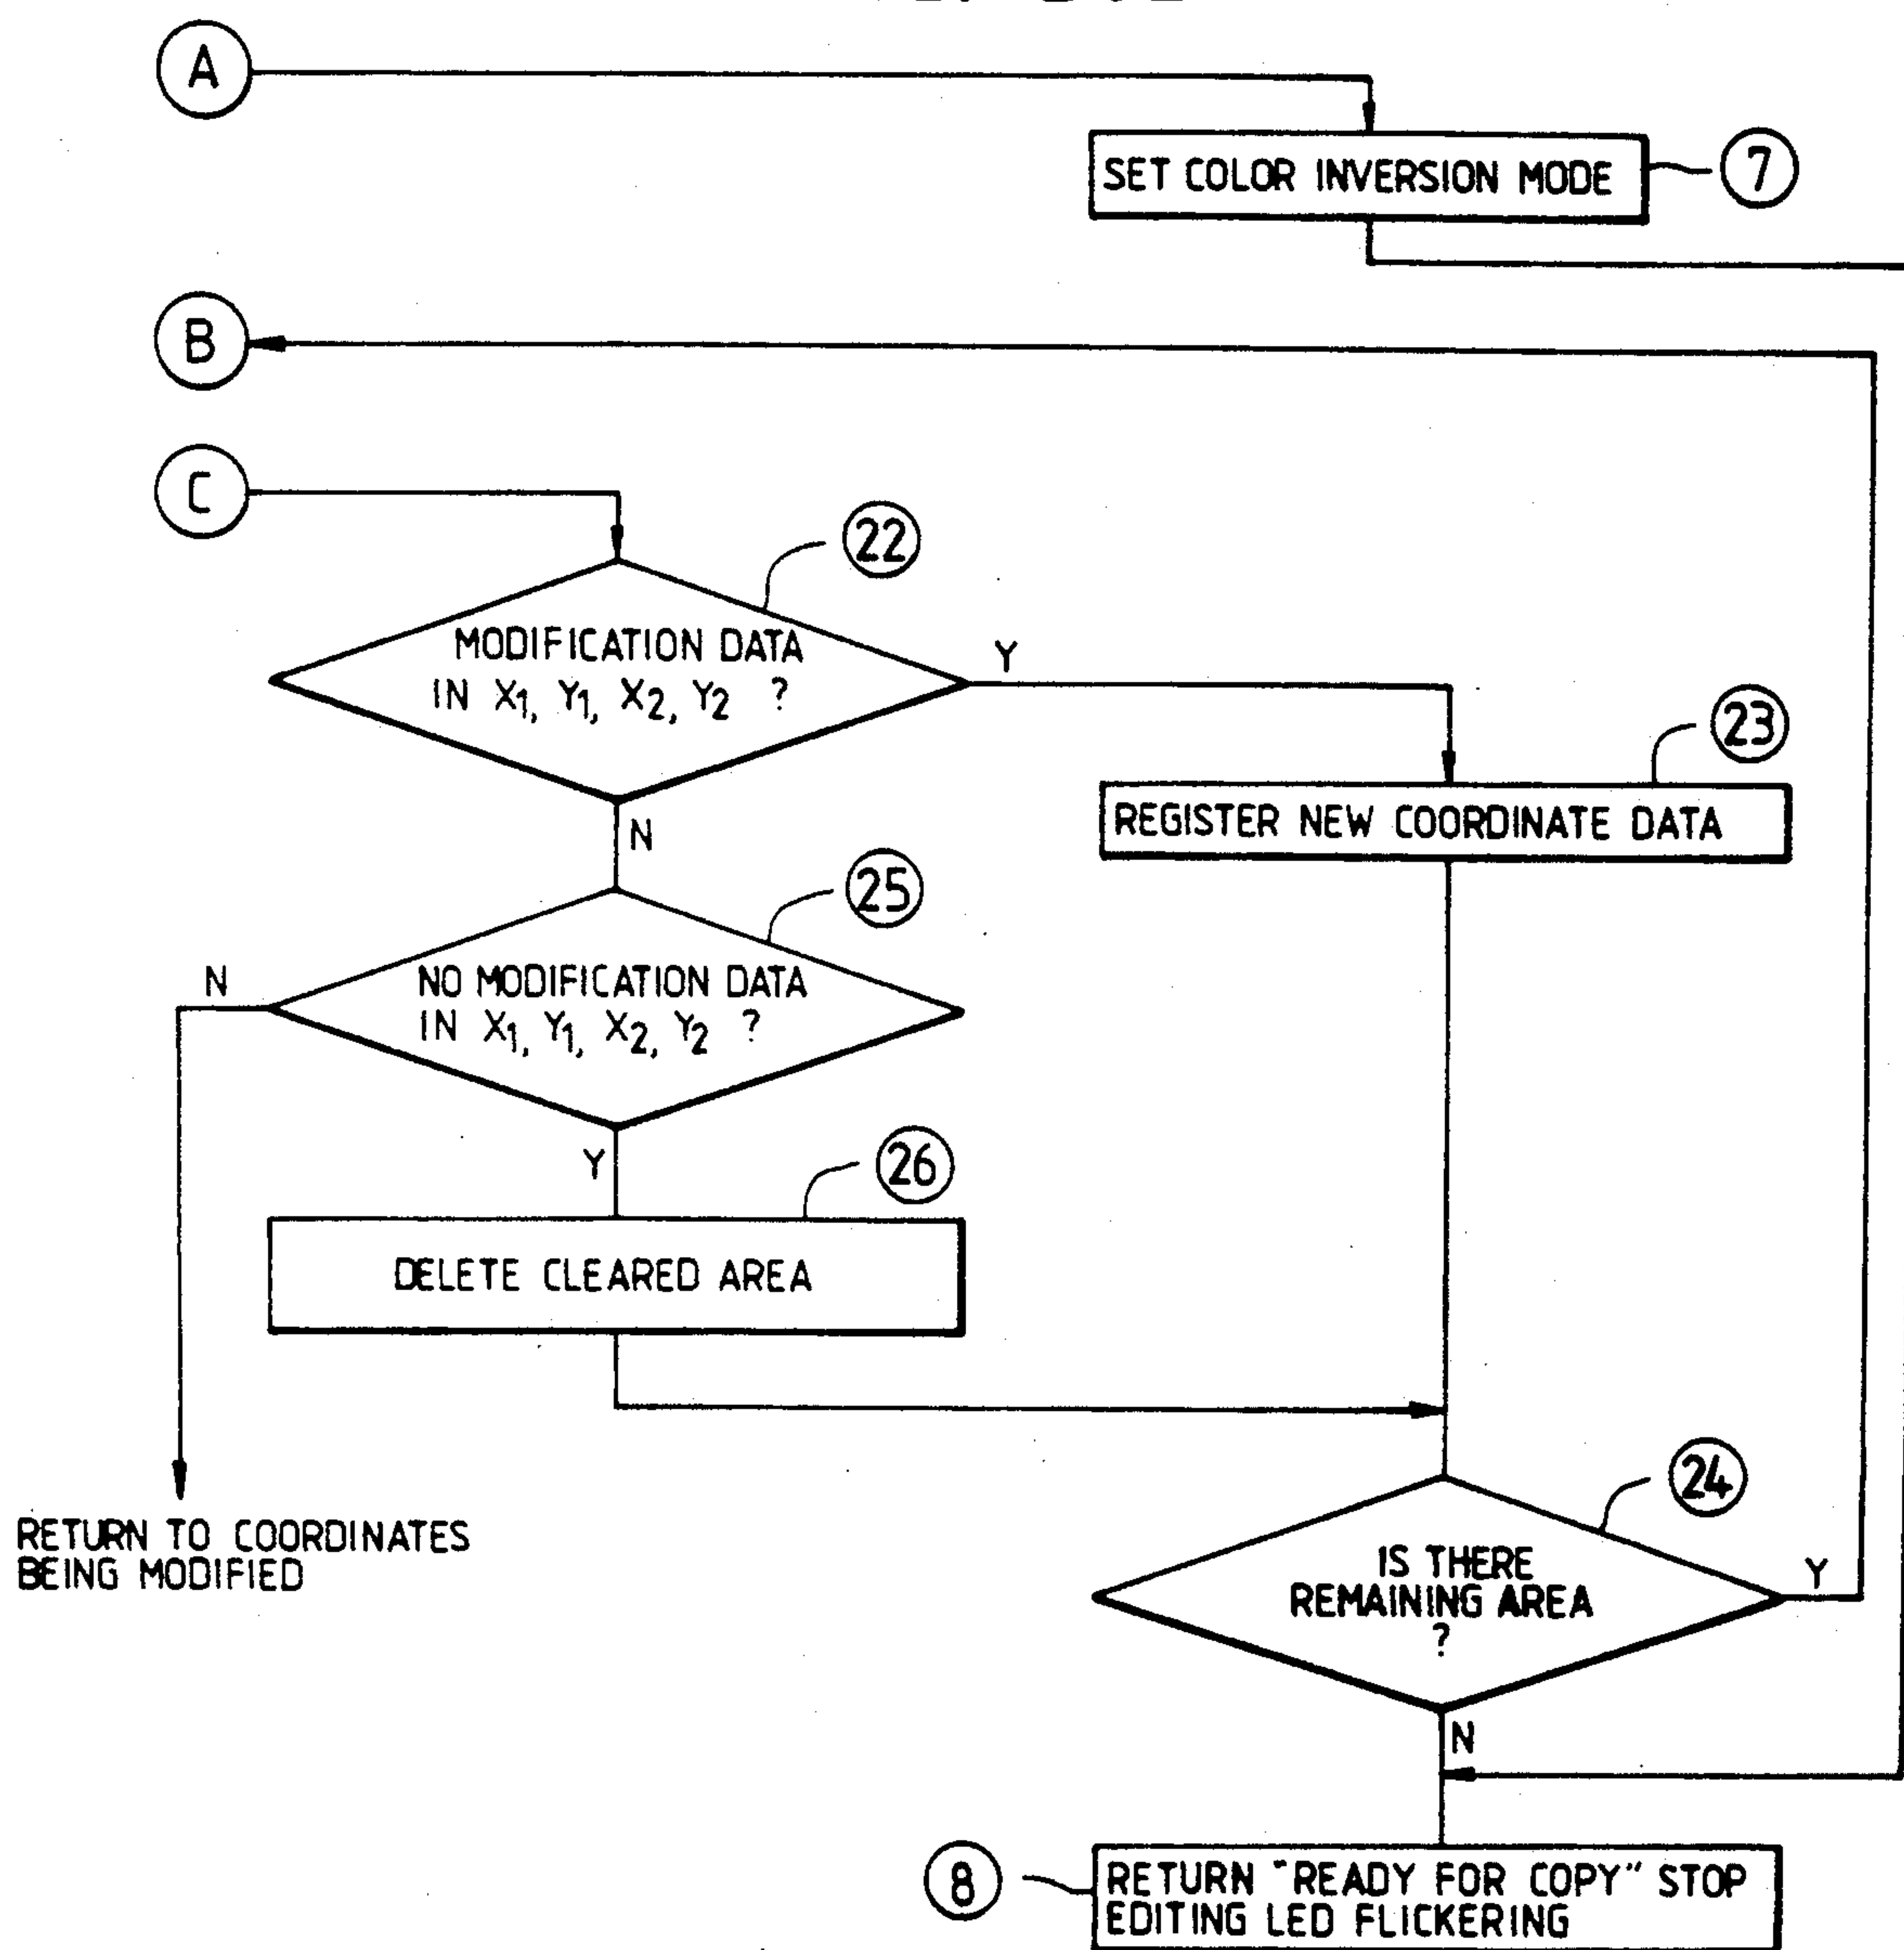 A
SET COLOR INVERSION MODE
7
B
C
22
MODIFICATION DATA
IN X1, Y1, X2, Y2 ?
Y
23
REGISTER NEW COORDINATE DATA
N
25
N
NO MODIFICATION DATA
IN X1, Y1, X2, Y2 ?
Y
26
DELETE CLEARED AREA
RETURN TO COORDINATES
BEING MODIFIED
24
IS THERE
REMAINING AREA
?
Y
N
8
RETURN "READY FOR COPY" STOP
EDITING LED FLICKERING